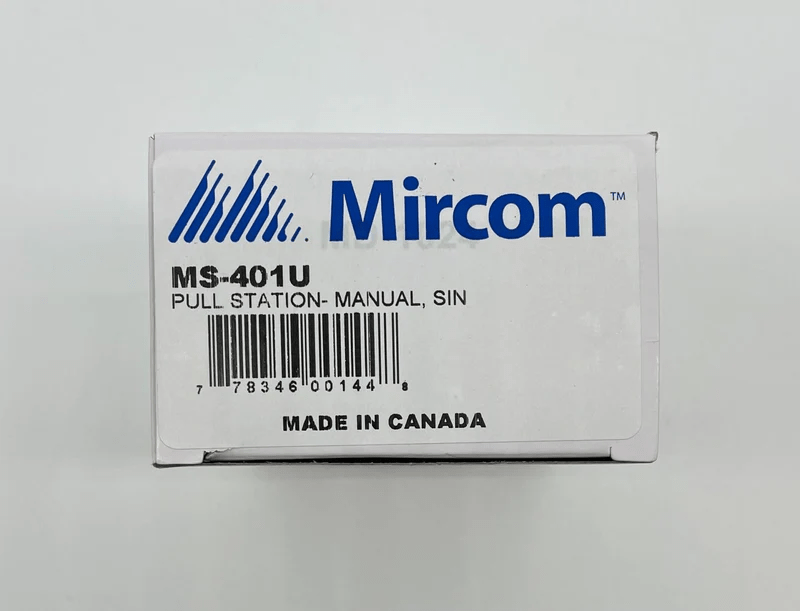 Mircom™
MS-401U
PULL STATION- MANUAL, SIN
7 78346 00144 8
MADE IN CANADA